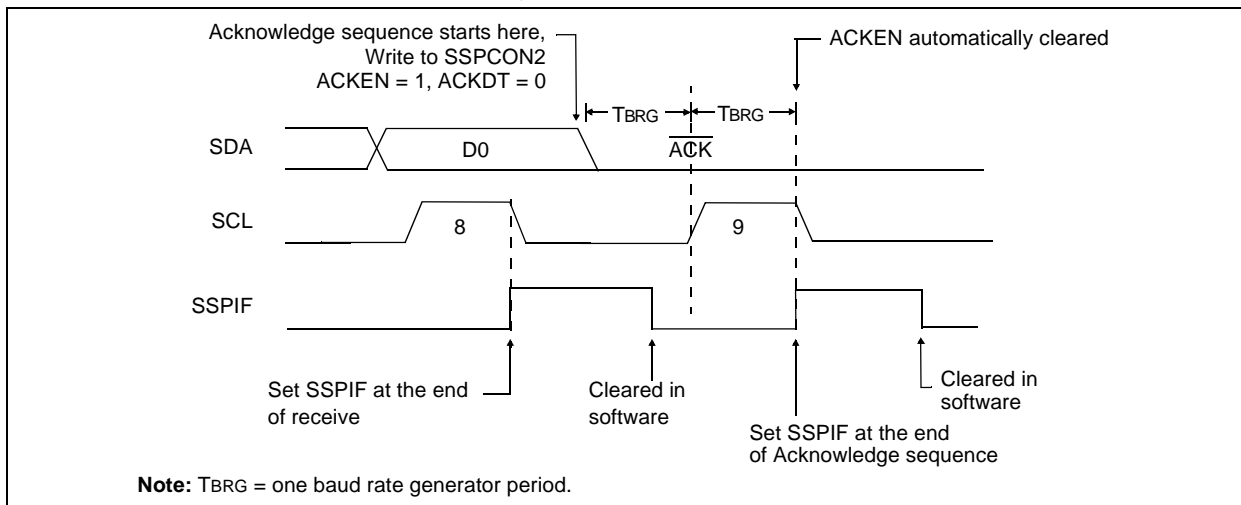 Acknowledge sequence starts here,
Write to SSPCON2
ACKEN = 1, ACKDT = 0
ACKEN automatically cleared
TBRG
TBRG
SDA
D0
ACK
SCL
8
9
SSPIF
Set SSPIF at the end
of receive
Cleared in
software
Set SSPIF at the end
of Acknowledge sequence
Cleared in
software
Note: TBRG = one baud rate generator period.